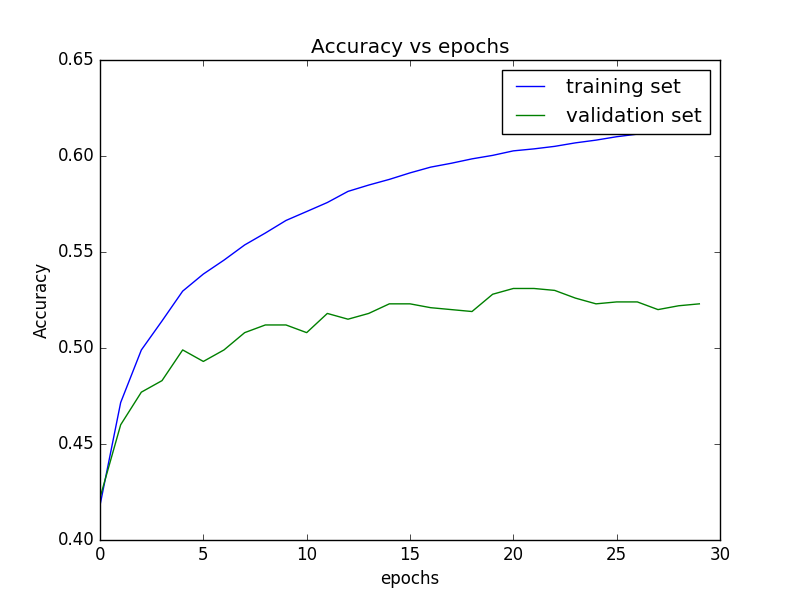 Accuracy vs epochs
training set
validation set
0.65
0.60
0.55
0.50
0.45
0.40
Accuracy
0 5 10 15 20 25 30
epochs